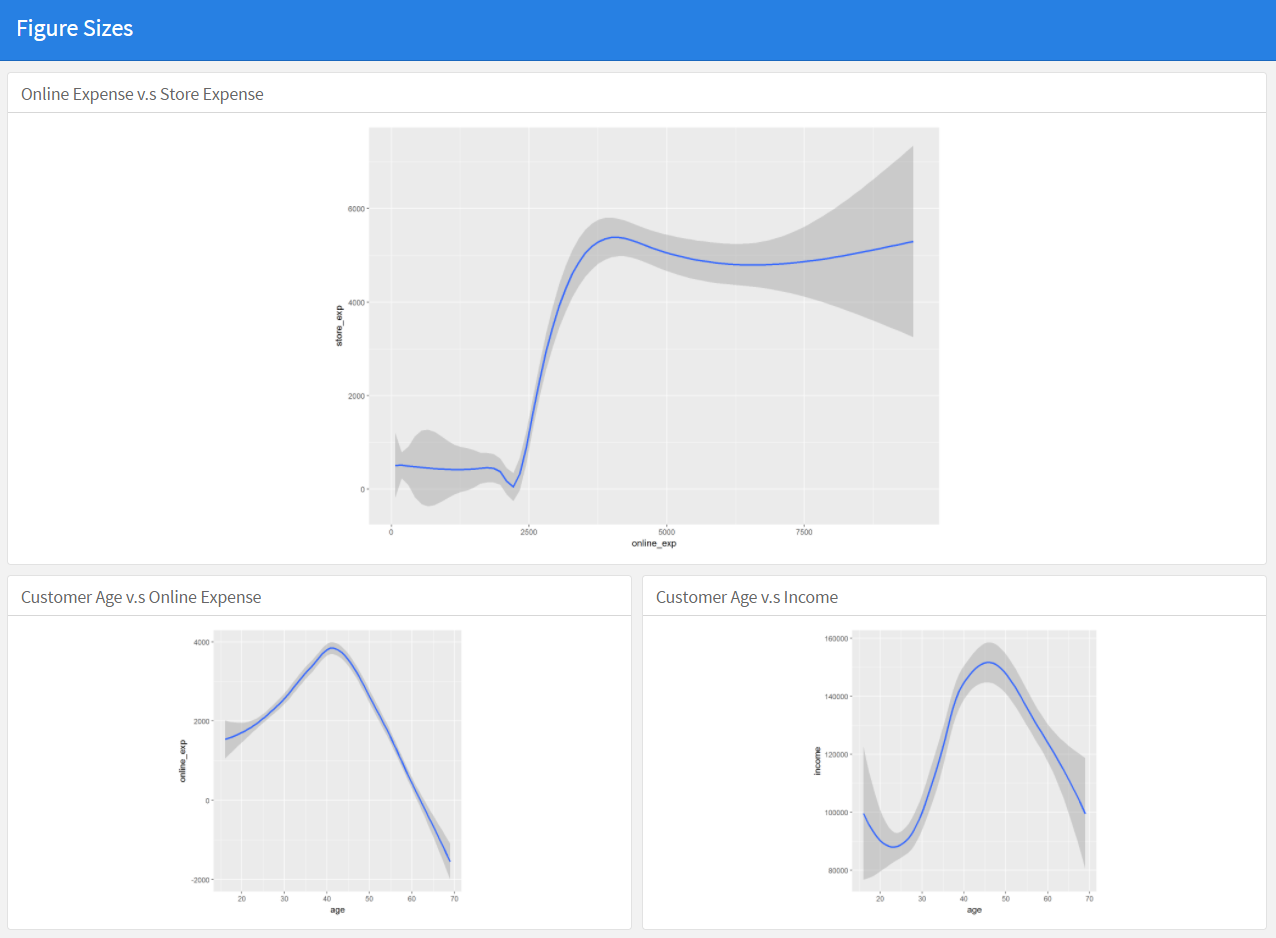 Figure Sizes
Online Expense v.s Store Expense
6000
4000
2000
0
store_exp
0 2500 5000 7500
online_exp
Customer Age v.s Online Expense
4000
2000
0
-2000
online_exp
20 30 40 50 60 70
age
Customer Age v.s Income
160000
140000
120000
100000
80000
income
20 30 40 50 60 70
age